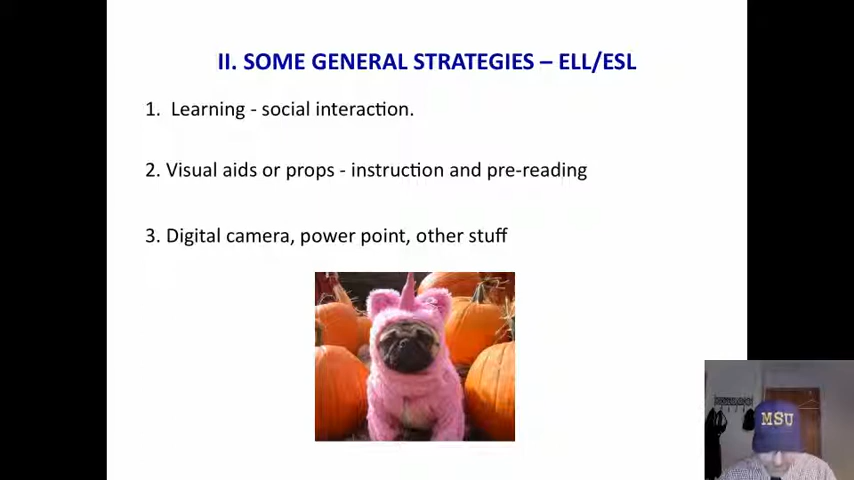 II. SOME GENERAL STRATEGIES – ELL/ESL
1. Learning - social interaction.
2. Visual aids or props - instruction and pre-reading
3. Digital camera, power point, other stuff
MSU